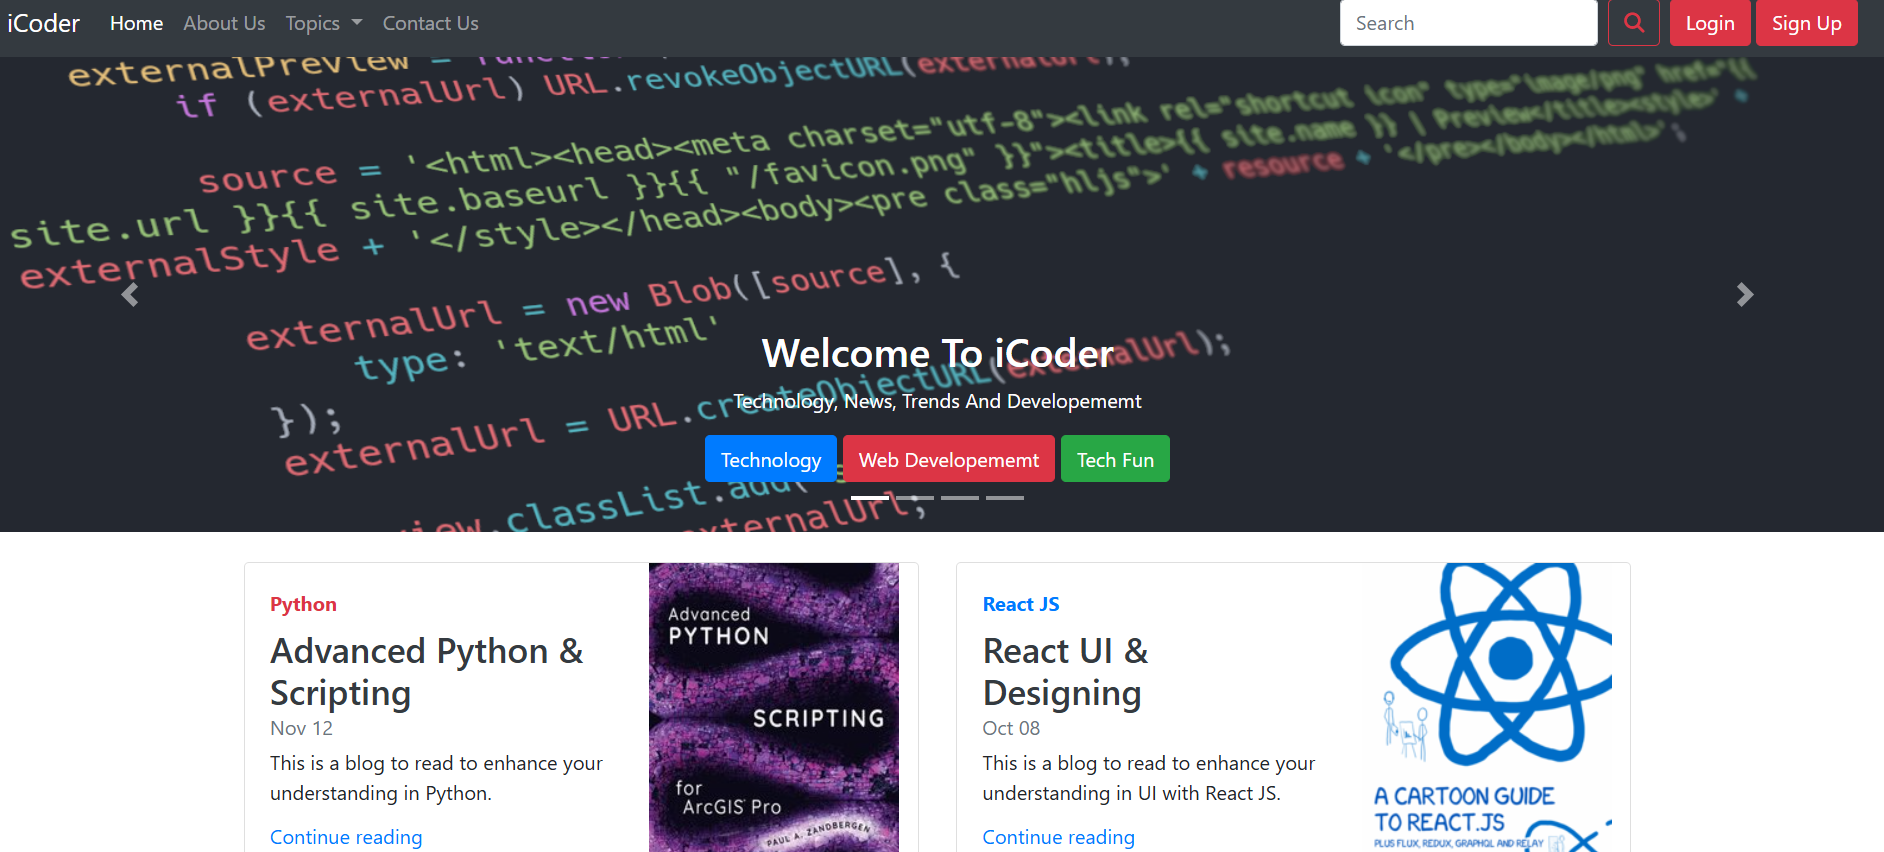 iCoder Home About Us Topics Contact Us Search Login Sign Up
externalPreview =
if (externalUrl) URL.revokeObjectURL(externalUrl);
source = '<html><head><meta charset="utf-8"><link rel="shortcut icon" type="image/png" href="{{
site.url }}{{ site.baseurl }}{{ "/favicon.png" }}"><title>{{ site.name }} | Preview</title><style>' +
externalStyle + '</style></head><body><pre class="hljs">' + resource + '</pre></body></html>';
externalUrl = new Blob([source], {
type: 'text/html'
});
externalUrl = URL.createObjectURL(externalUrl);
.classList.add(
externalUrl;
Welcome To iCoder
Technology, News, Trends And Developememt
Technology Web Developememt Tech Fun
Python
Advanced Python &
Scripting
Nov 12
This is a blog to read to enhance your
understanding in Python.
Continue reading
Advanced
PYTHON
SCRIPTING
for
ArcGIS Pro
PAUL A. ZANDBERGEN
React JS
React UI &
Designing
Oct 08
This is a blog to read to enhance your
understanding in UI with React JS.
Continue reading
A CARTOON GUIDE
TO REACT.JS
PLUS FLUX, REDUX, GRAPHQL AND RELAY